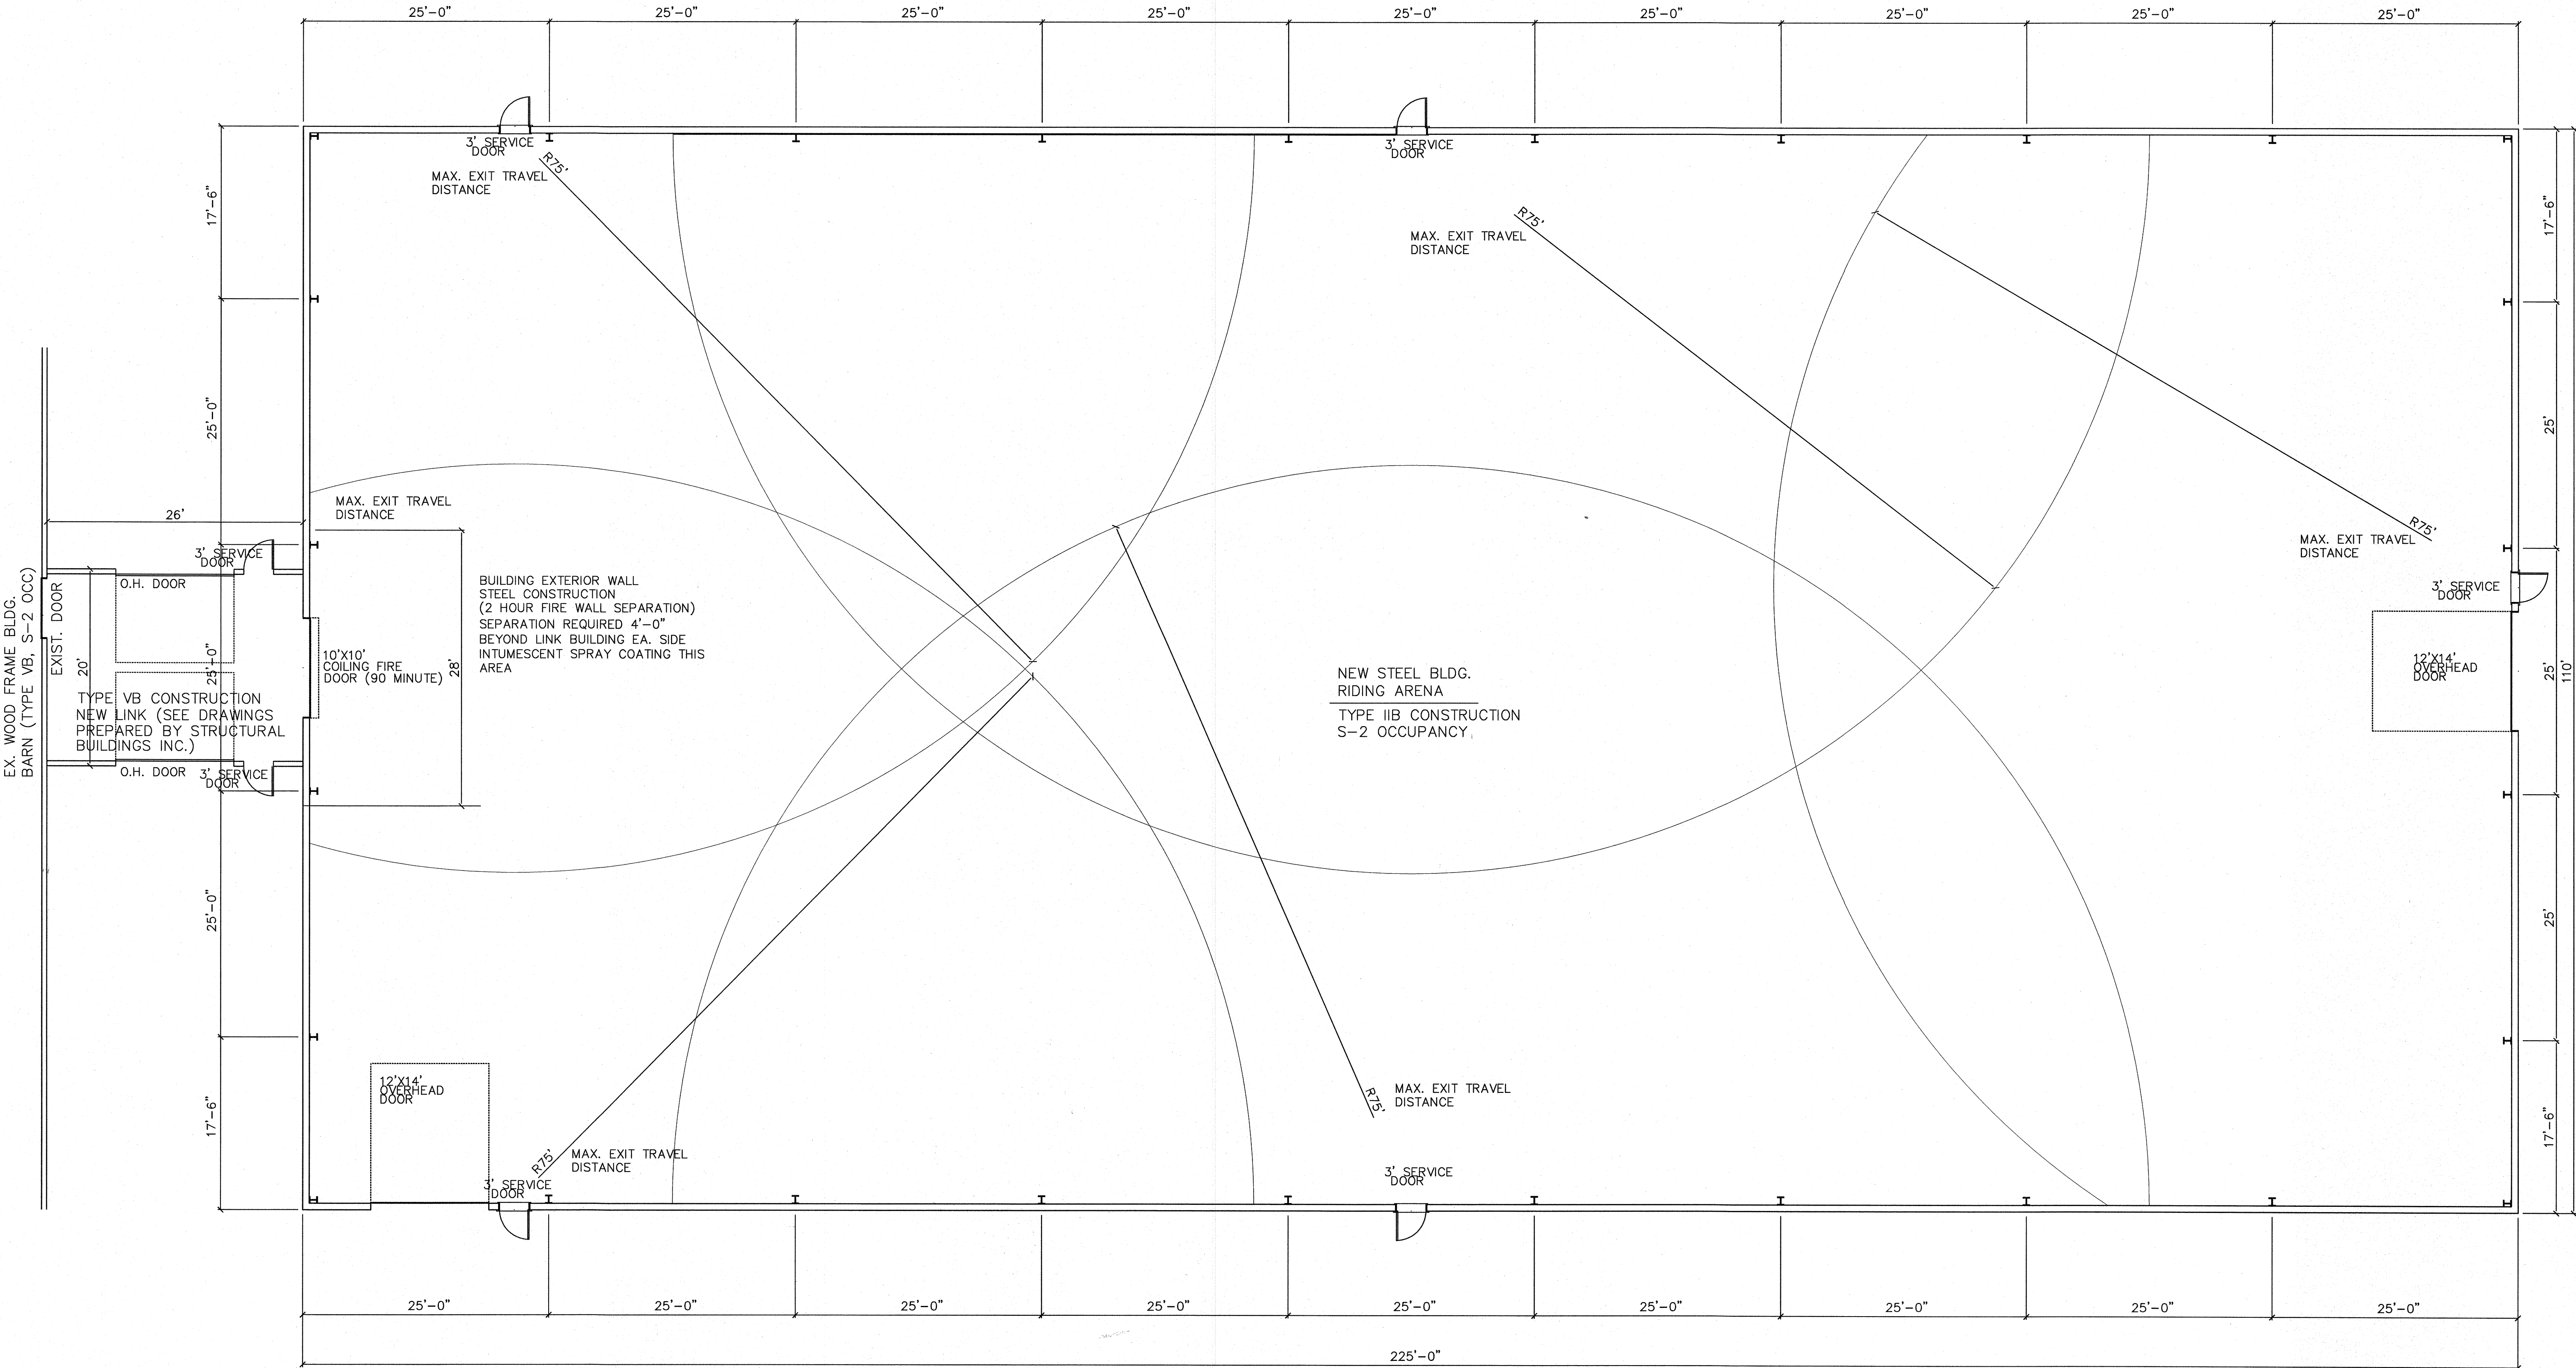 25'-0"
25'-0"
25'-0"
25'-0"
25'-0"
25'-0"
25'-0"
25'-0"
25'-0"
3' SERVICE
DOOR
R75'
MAX. EXIT TRAVEL
DISTANCE
3' SERVICE
DOOR
R75'
MAX. EXIT TRAVEL
DISTANCE
17'-6"
25'-0"
25'-0"
25'-0"
17'-6"
17'-6"
25'
25'
25'
17'-6"
110'
MAX. EXIT TRAVEL
DISTANCE
26'
3' SERVICE
DOOR
O.H. DOOR
EX. WOOD FRAME BLDG.
BARN (TYPE VB, S-2 OCC)
EXIST. DOOR
20'
TYPE VB CONSTRUCTION
NEW LINK (SEE DRAWINGS
PREPARED BY STRUCTURAL
BUILDINGS INC.)
O.H. DOOR
3' SERVICE
DOOR
10'X10'
COILING FIRE
DOOR (90 MINUTE)
28'
BUILDING EXTERIOR WALL
STEEL CONSTRUCTION
(2 HOUR FIRE WALL SEPARATION)
SEPARATION REQUIRED 4'-0"
BEYOND LINK BUILDING EA. SIDE
INTUMESCENT SPRAY COATING THIS
AREA
NEW STEEL BLDG.
RIDING ARENA
TYPE IIB CONSTRUCTION
S-2 OCCUPANCY
R75'
MAX. EXIT TRAVEL
DISTANCE
3' SERVICE
DOOR
12'X14'
OVERHEAD
DOOR
12'X14'
OVERHEAD
DOOR
R75'
MAX. EXIT TRAVEL
DISTANCE
3' SERVICE
DOOR
R75'
MAX. EXIT TRAVEL
DISTANCE
3' SERVICE
DOOR
25'-0"
25'-0"
25'-0"
25'-0"
25'-0"
25'-0"
25'-0"
25'-0"
25'-0"
225'-0"